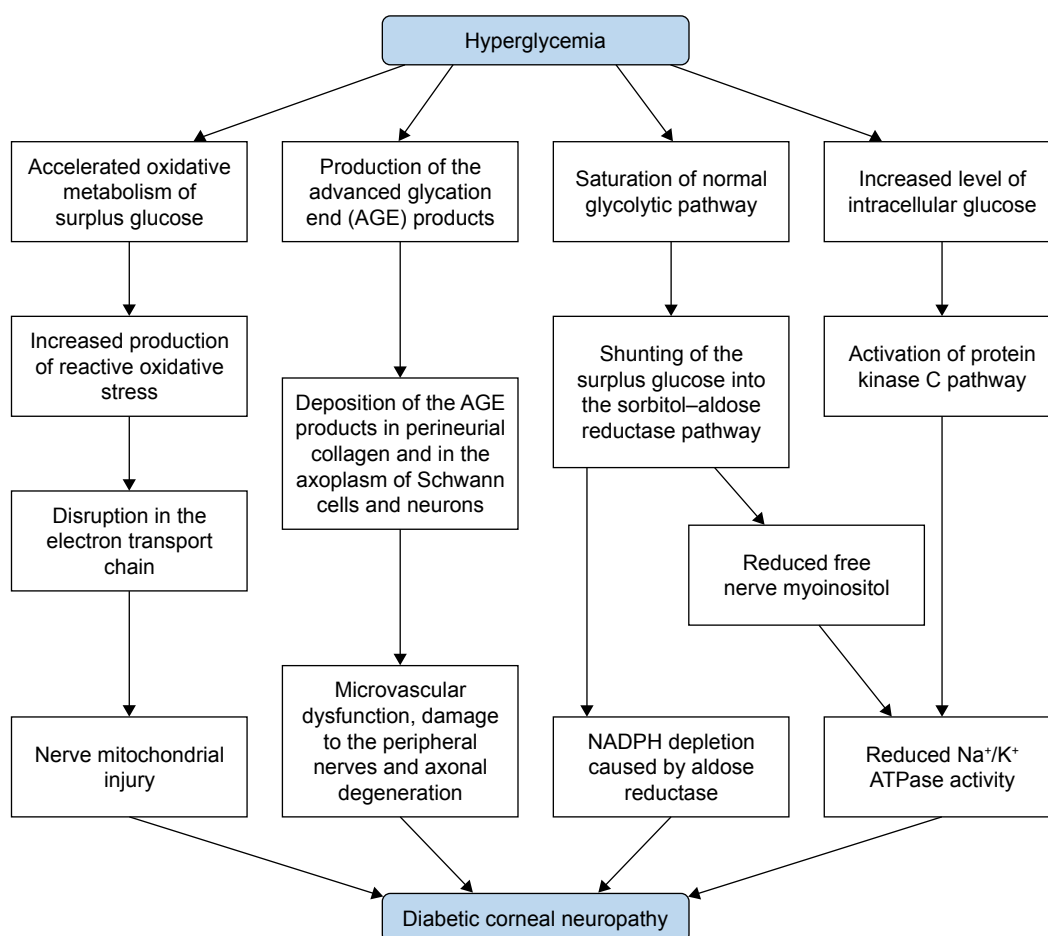 Hyperglycemia
Accelerated oxidative
metabolism of
surplus glucose
Production of the
advanced glycation
end (AGE) products
Saturation of normal
glycolytic pathway
Increased level of
intracellular glucose
Increased production
of reactive oxidative
stress
Deposition of the AGE
products in perineurial
collagen and in the
axoplasm of Schwann
cells and neurons
Shunting of the
surplus glucose into
the sorbitol–aldose
reductase pathway
Activation of protein
kinase C pathway
Disruption in the
electron transport
chain
Reduced free
nerve myoinositol
Nerve mitochondrial
injury
Microvascular
dysfunction, damage
to the peripheral
nerves and axonal
degeneration
NADPH depletion
caused by aldose
reductase
Reduced Na⁺/K⁺
ATPase activity
Diabetic corneal neuropathy